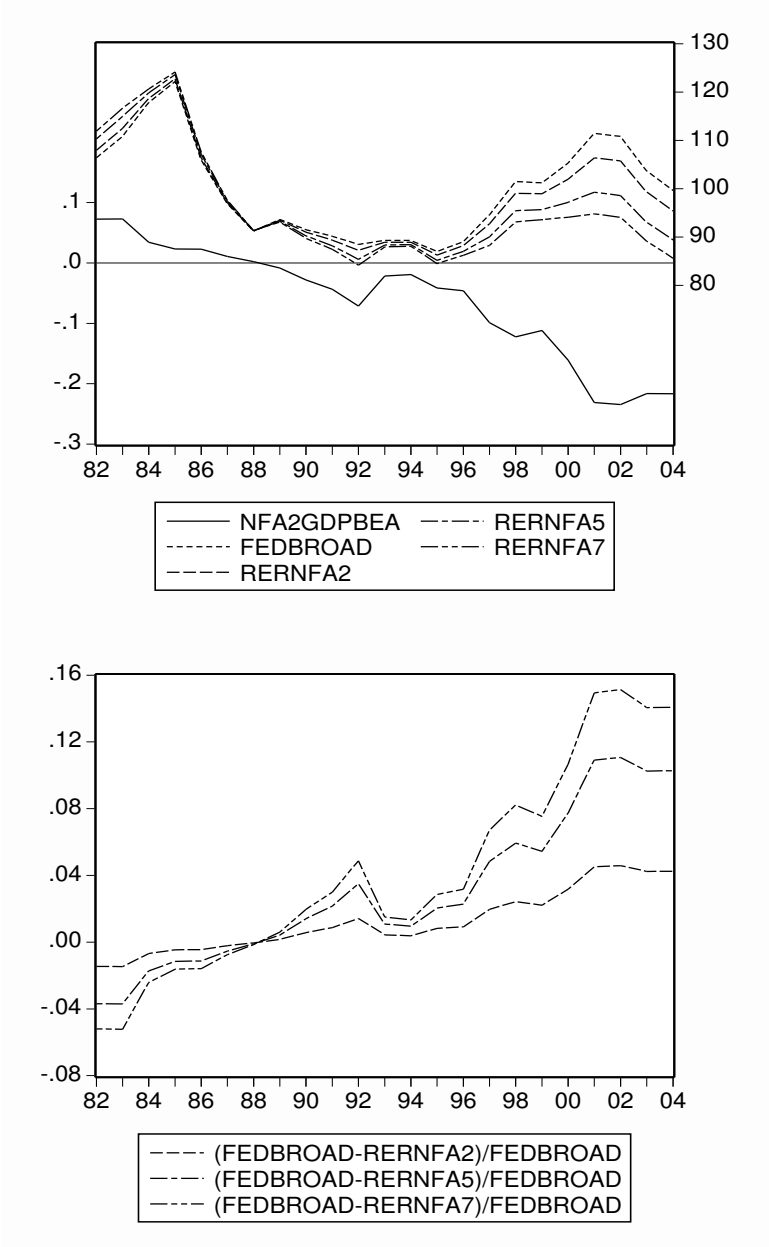 130
120
110
100
90
80
.1
.0
-.1
-.2
-.3
82 84 86 88 90 92 94 96 98 00 02 04
NFA2GDPBEA RERNFA5
FEDBROAD RERNFA7
RERNFA2
.16
.12
.08
.04
.00
-.04
-.08
82 84 86 88 90 92 94 96 98 00 02 04
(FEDBROAD-RERNFA2)/FEDBROAD
(FEDBROAD-RERNFA5)/FEDBROAD
(FEDBROAD-RERNFA7)/FEDBROAD